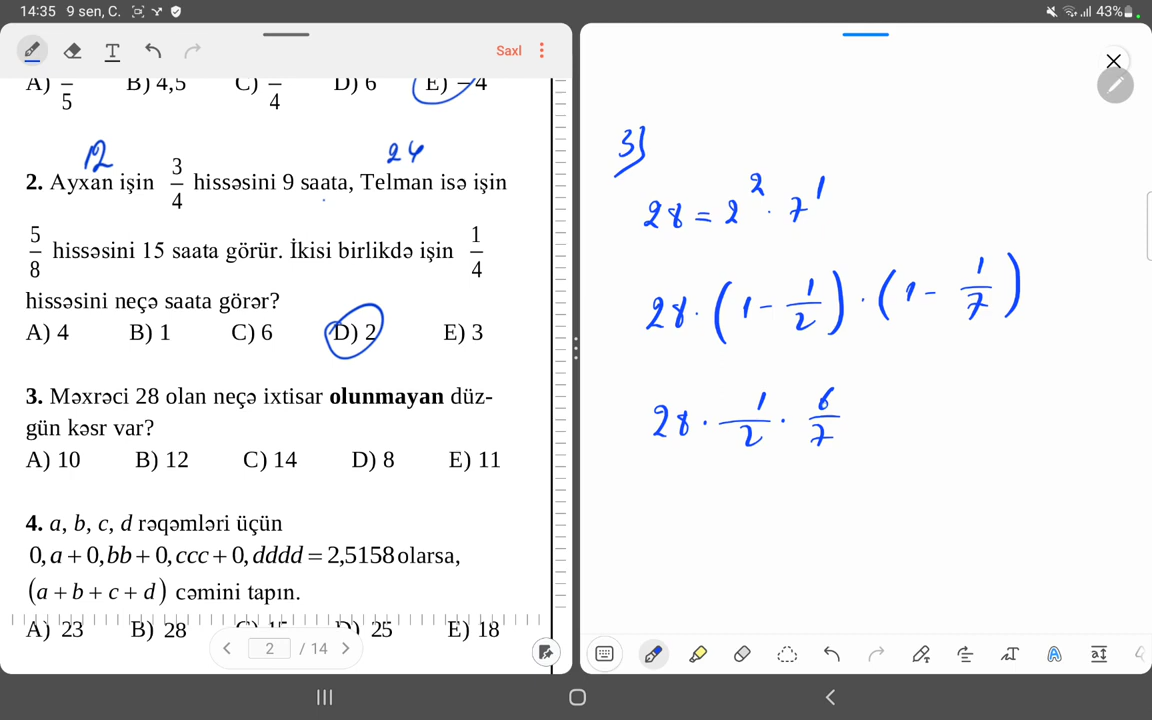 14:35 9 sen, C.
43%
Saxl
A) –/5 B) 4,5 C) –/4 D) 6 E) – 4
12 24
2. Ayxan işin 3/4 hissəsini 9 saata, Telman isə işin
5/8 hissəsini 15 saata görür. İkisi birlikdə işin 1/4
hissəsini neçə saata görər?
A) 4 B) 1 C) 6 D) 2 E) 3
3. Məxrəci 28 olan neçə ixtisar olunmayan düz-
gün kəsr var?
A) 10 B) 12 C) 14 D) 8 E) 11
4. a, b, c, d rəqəmləri üçün
0, a + 0, bb + 0, ccc + 0, dddd = 2,5158 olarsa,
(a + b + c + d) cəmini tapın.
A) 23 B) 28 D) 25 E) 18
2 / 14
3)
28 = 2² · 7¹
28 · (1 – 1/2) · (1 – 1/7)
28 · 1/2 · 6/7